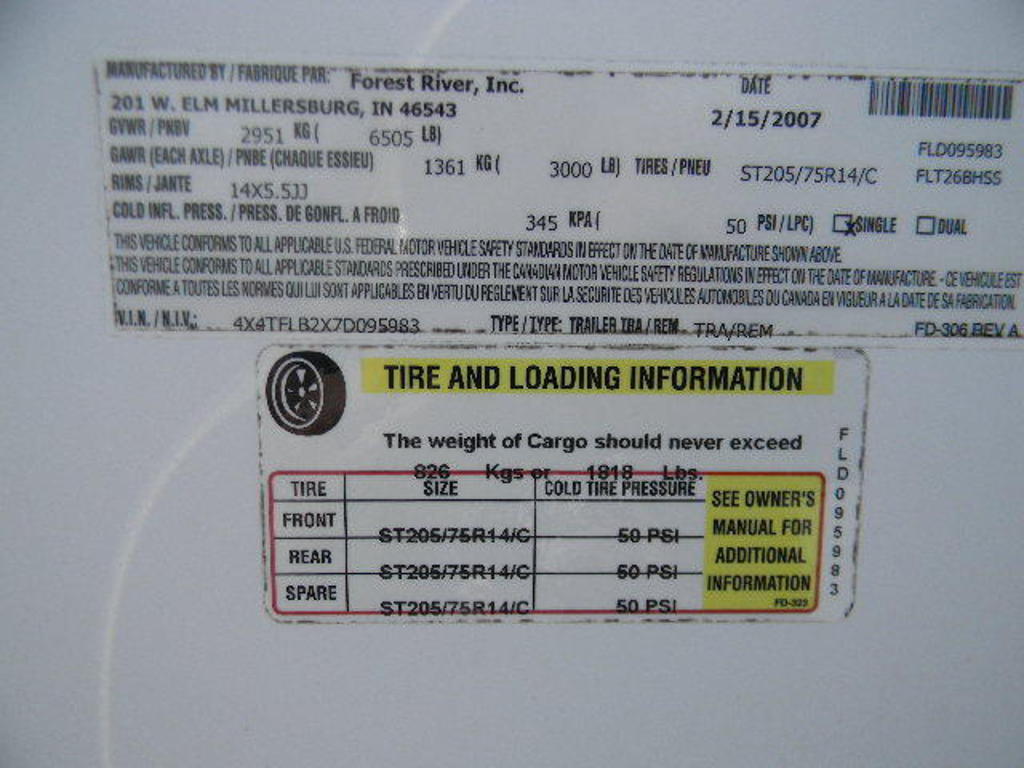 MANUFACTURED BY / FABRIQUE PAR: Forest River, Inc. DATE
201 W. ELM MILLERSBURG, IN 46543 2/15/2007
GVWR / PNBV 2951 KG ( 6505 LB) FLD095983
GAWR (EACH AXLE) / PNBE (CHAQUE ESSIEU) 1361 KG ( 3000 LB) TIRES / PNEU ST205/75R14/C FLT26BHSS
RIMS / JANTE 14X5.5JJ
COLD INFL. PRESS. / PRESS. DE GONFL. A FROID 345 KPA ( 50 PSI / LPC) SINGLE DUAL
THIS VEHICLE CONFORMS TO ALL APPLICABLE U.S. FEDERAL MOTOR VEHICLE SAFETY STANDARDS IN EFFECT ON THE DATE OF MANUFACTURE SHOWN ABOVE.
THIS VEHICLE CONFORMS TO ALL APPLICABLE STANDARDS PRESCRIBED UNDER THE CANADIAN MOTOR VEHICLE SAFETY REGULATIONS IN EFFECT ON THE DATE OF MANUFACTURE. - CE VEHICULE EST
CONFORME A TOUTES LES NORMES QUI LUI SONT APPLICABLES EN VERTU DU REGLEMENT SUR LA SECURITE DES VEHICULES AUTOMOBILES DU CANADA EN VIGUEUR A LA DATE DE SA FABRICATION.
V.I.N. / N.I.V.: 4X4TFLB2X7D095983 TYPE / TYPE: TRAILER TRA / REM TRA/REM FD-306 REV A
TIRE AND LOADING INFORMATION
The weight of Cargo should never exceed
826 Kgs or 1818 Lbs.
TIRE SIZE COLD TIRE PRESSURE
FRONT ST205/75R14/C 50 PSI
REAR ST205/75R14/C 50 PSI
SPARE ST205/75R14/C 50 PSI
SEE OWNER'S
MANUAL FOR
ADDITIONAL
INFORMATION
FD-323
FLD095983